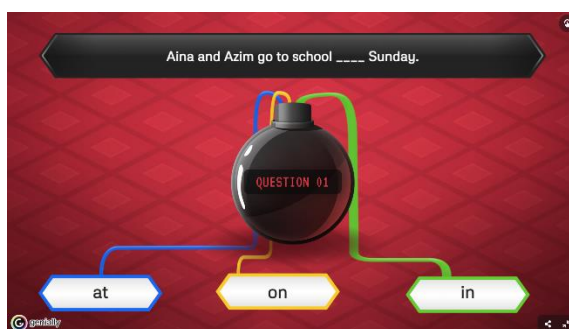 Aina and Azim go to school ____ Sunday.
QUESTION 01
at
on
in
genially